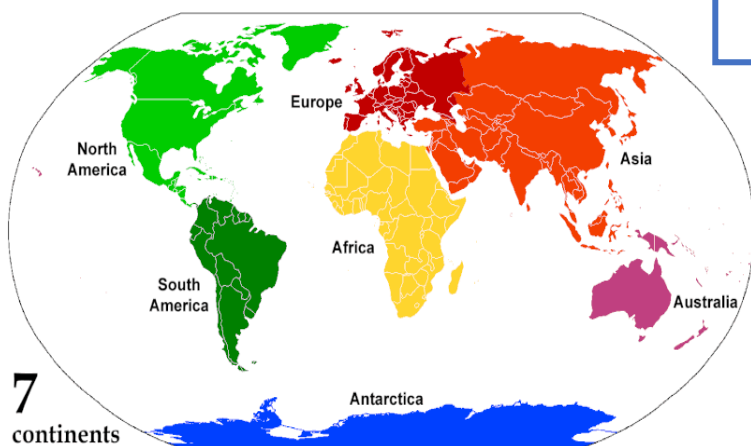 Europe
North
America
Asia
Africa
South
America
Australia
Antarctica
7
continents